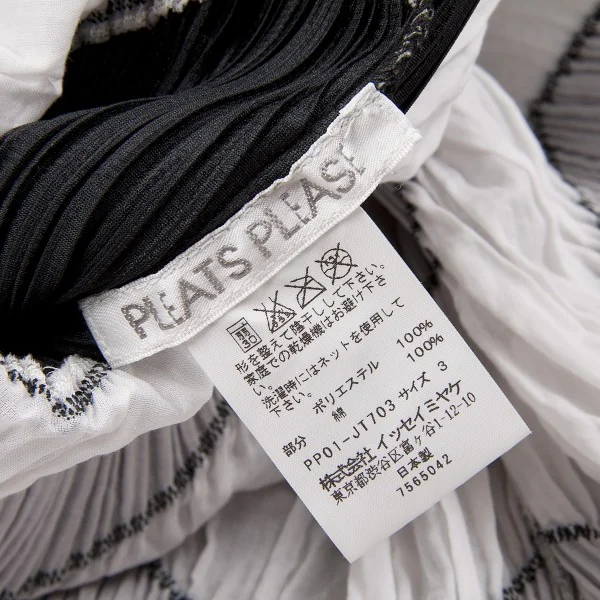 PLEATS PLEASE
形を整えて陰干しして下さい。
家庭での乾燥機はお避け下さ
い。
洗濯時にはネットを使用して
下さい。
ポリエステル 100%
部分 綿 100%
PP01-JT703 サイズ 3
株式会社 イッセイミヤケ
東京都渋谷区富ヶ谷1-12-10
日本製
7565042